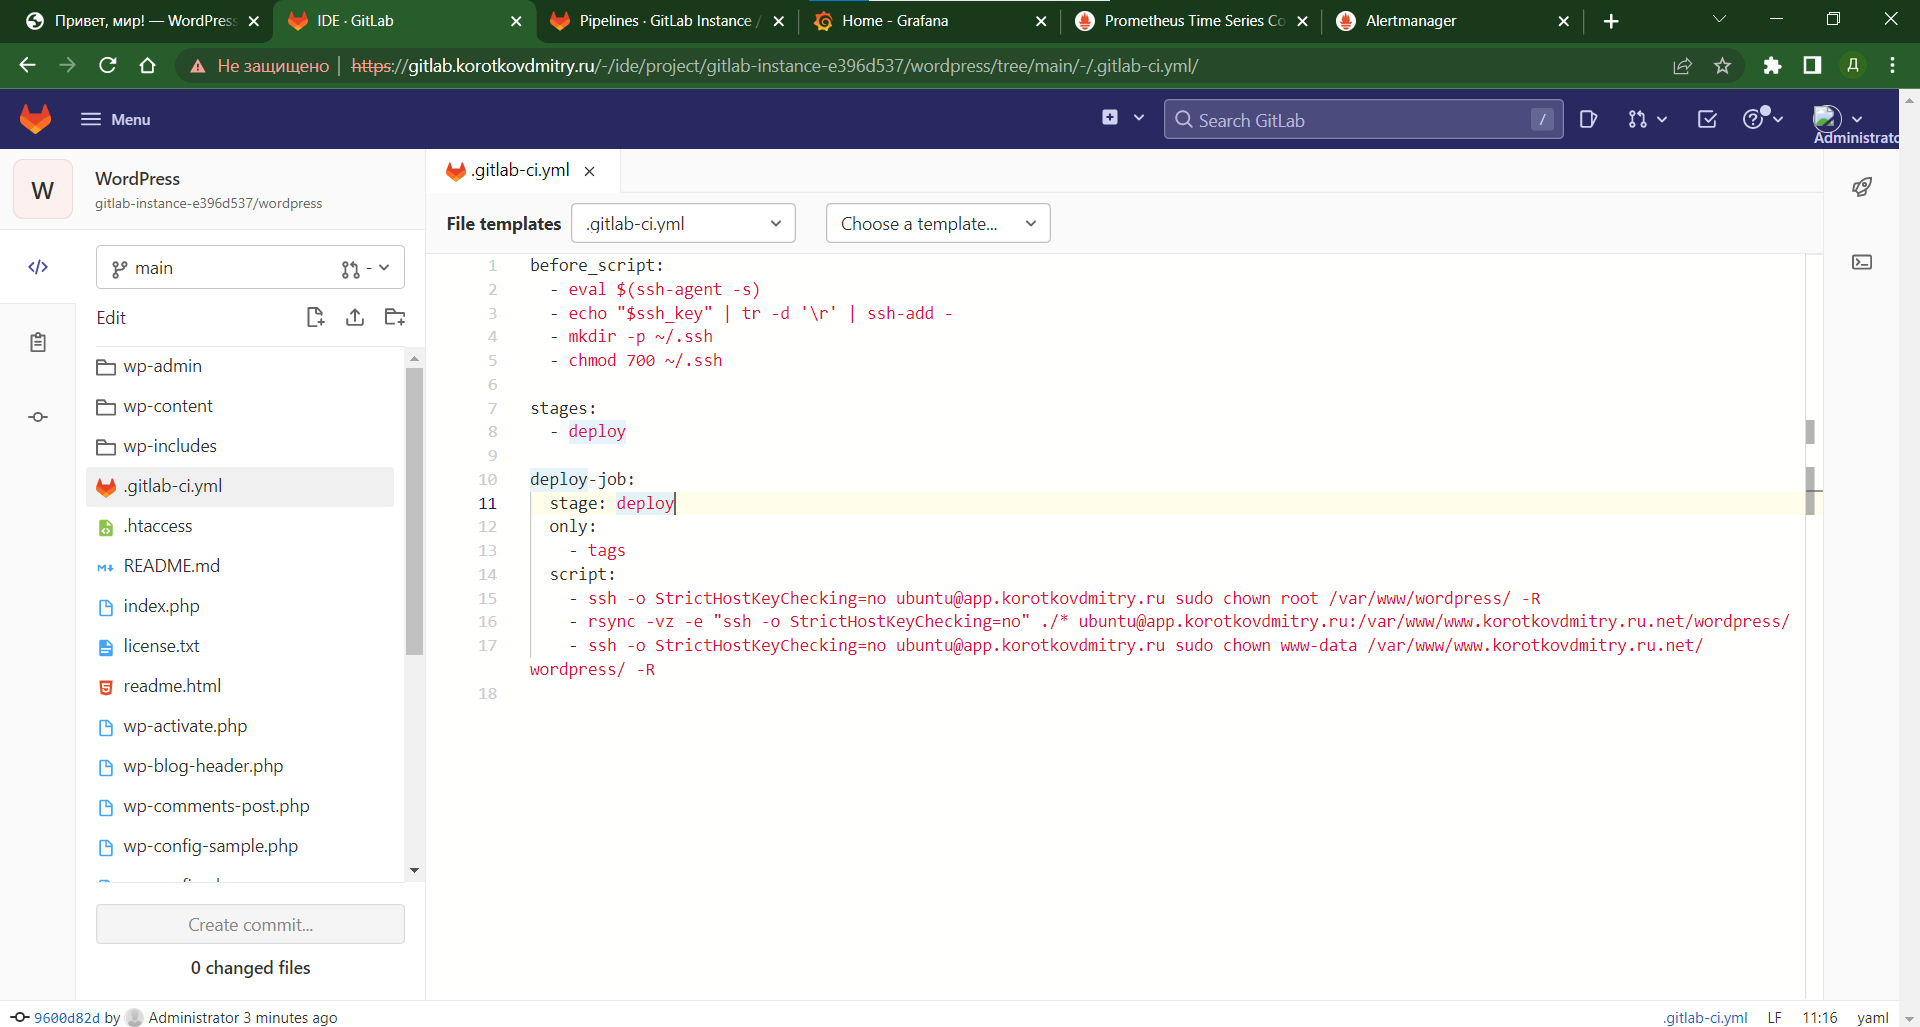 Привет, мир! — WordPress
IDE · GitLab
Pipelines · GitLab Instance /
Home - Grafana
Prometheus Time Series Co
Alertmanager
Не защищено
https://gitlab.korotkovdmitry.ru/-/ide/project/gitlab-instance-e396d537/wordpress/tree/main/-/.gitlab-ci.yml/
Д
Menu
Search GitLab
/
Administrato
W
WordPress
gitlab-instance-e396d537/wordpress
.gitlab-ci.yml
File templates
.gitlab-ci.yml
Choose a template...
main
-
Edit
wp-admin
wp-content
wp-includes
.gitlab-ci.yml
.htaccess
README.md
index.php
license.txt
readme.html
wp-activate.php
wp-blog-header.php
wp-comments-post.php
wp-config-sample.php
Create commit...
0 changed files
1 before_script:
2 - eval $(ssh-agent -s)
3 - echo "$ssh_key" | tr -d '\r' | ssh-add -
4 - mkdir -p ~/.ssh
5 - chmod 700 ~/.ssh
6
7 stages:
8 - deploy
9
10 deploy-job:
11 stage: deploy
12 only:
13 - tags
14 script:
15 - ssh -o StrictHostKeyChecking=no ubuntu@app.korotkovdmitry.ru sudo chown root /var/www/wordpress/ -R
16 - rsync -vz -e "ssh -o StrictHostKeyChecking=no" ./* ubuntu@app.korotkovdmitry.ru:/var/www/www.korotkovdmitry.ru.net/wordpress/
17 - ssh -o StrictHostKeyChecking=no ubuntu@app.korotkovdmitry.ru sudo chown www-data /var/www/www.korotkovdmitry.ru.net/
wordpress/ -R
18
9600d82d by Administrator 3 minutes ago
.gitlab-ci.yml LF 11:16 yaml